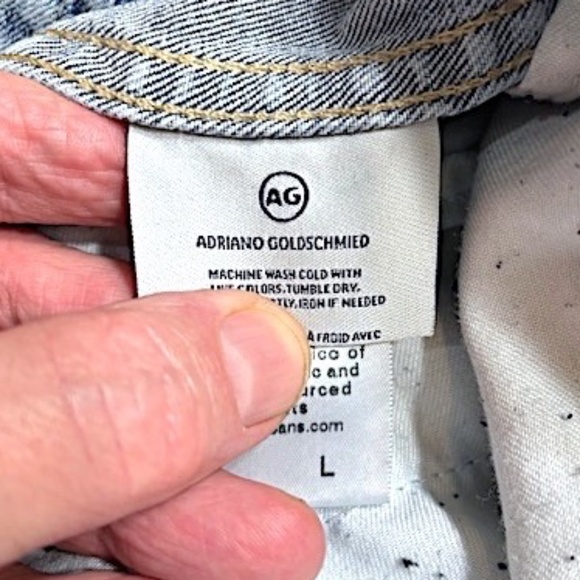 AG
ADRIANO GOLDSCHMIED
MACHINE WASH COLD WITH
COLORS. TUMBLE DRY.
IRON IF NEEDED
FROID AVEC
of
and
L